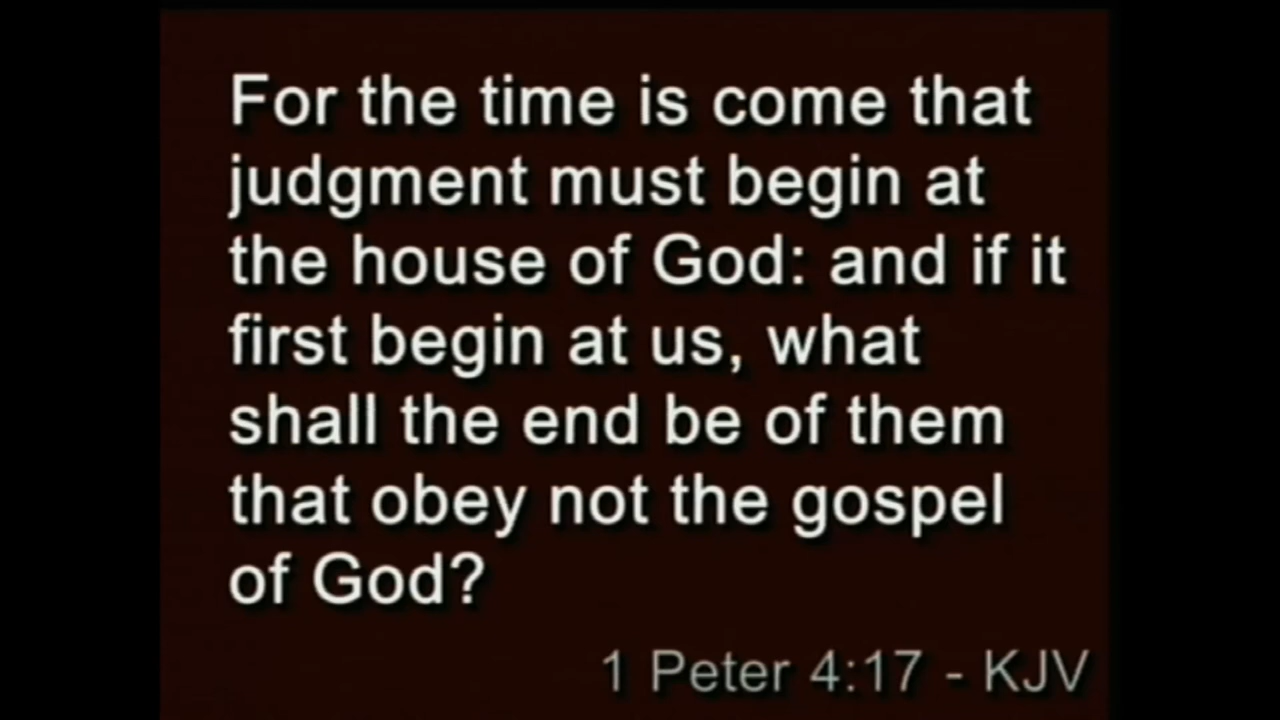 For the time is come that
judgment must begin at
the house of God: and if it
first begin at us, what
shall the end be of them
that obey not the gospel
of God?
1 Peter 4:17 - KJV